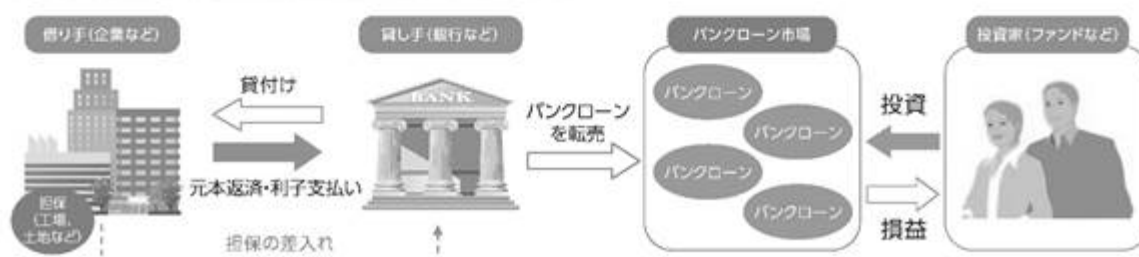 借り手(企業など)
貸し手(銀行など)
バンクローン市場
投資家(ファンドなど)
貸付け
BANK
元本返済・利子支払い
担保
(工場、
土地など)
担保の差入れ
バンクローン
を転売
バンクローン
バンクローン
バンクローン
バンクローン
投資
損益